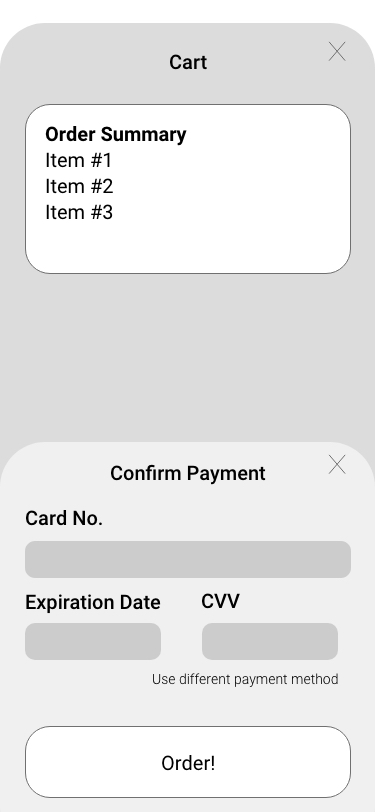 Cart
Order Summary
Item #1
Item #2
Item #3
Confirm Payment
Card No.
Expiration Date CVV
Use different payment method
Order!